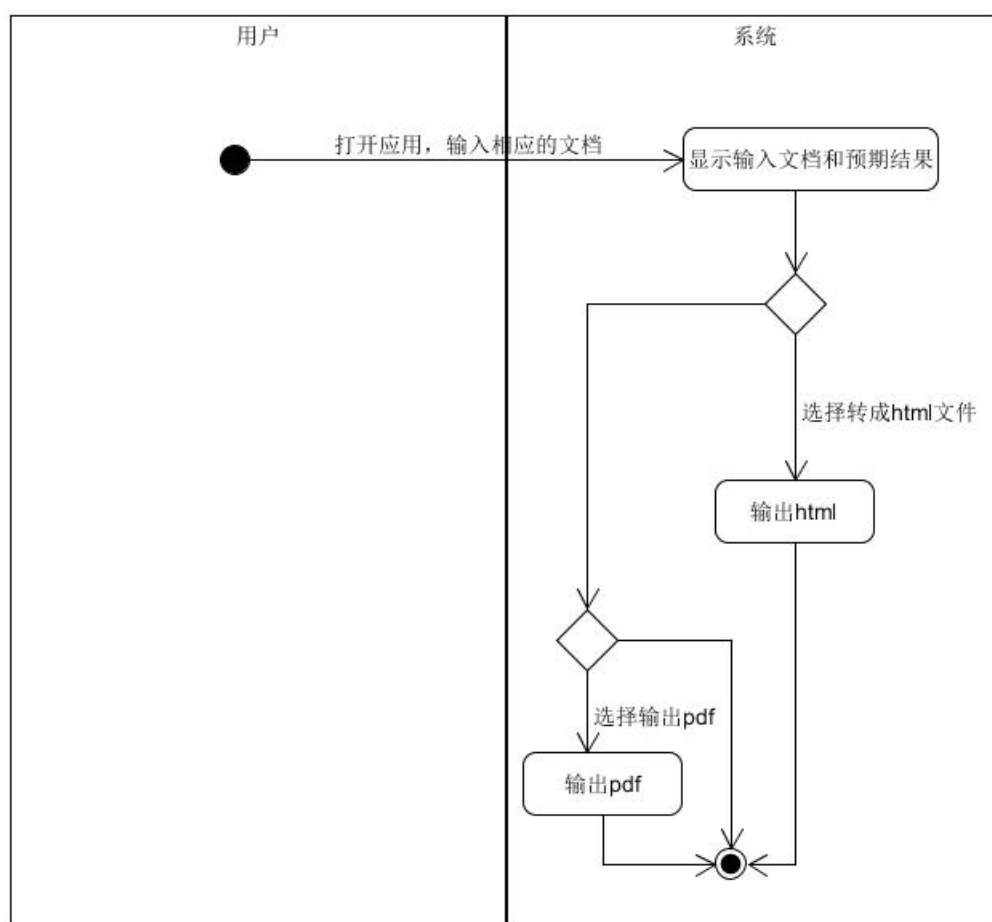 用户
系统
打开应用，输入相应的文档
显示输入文档和预期结果
选择转成html文件
输出html
选择输出pdf
输出pdf